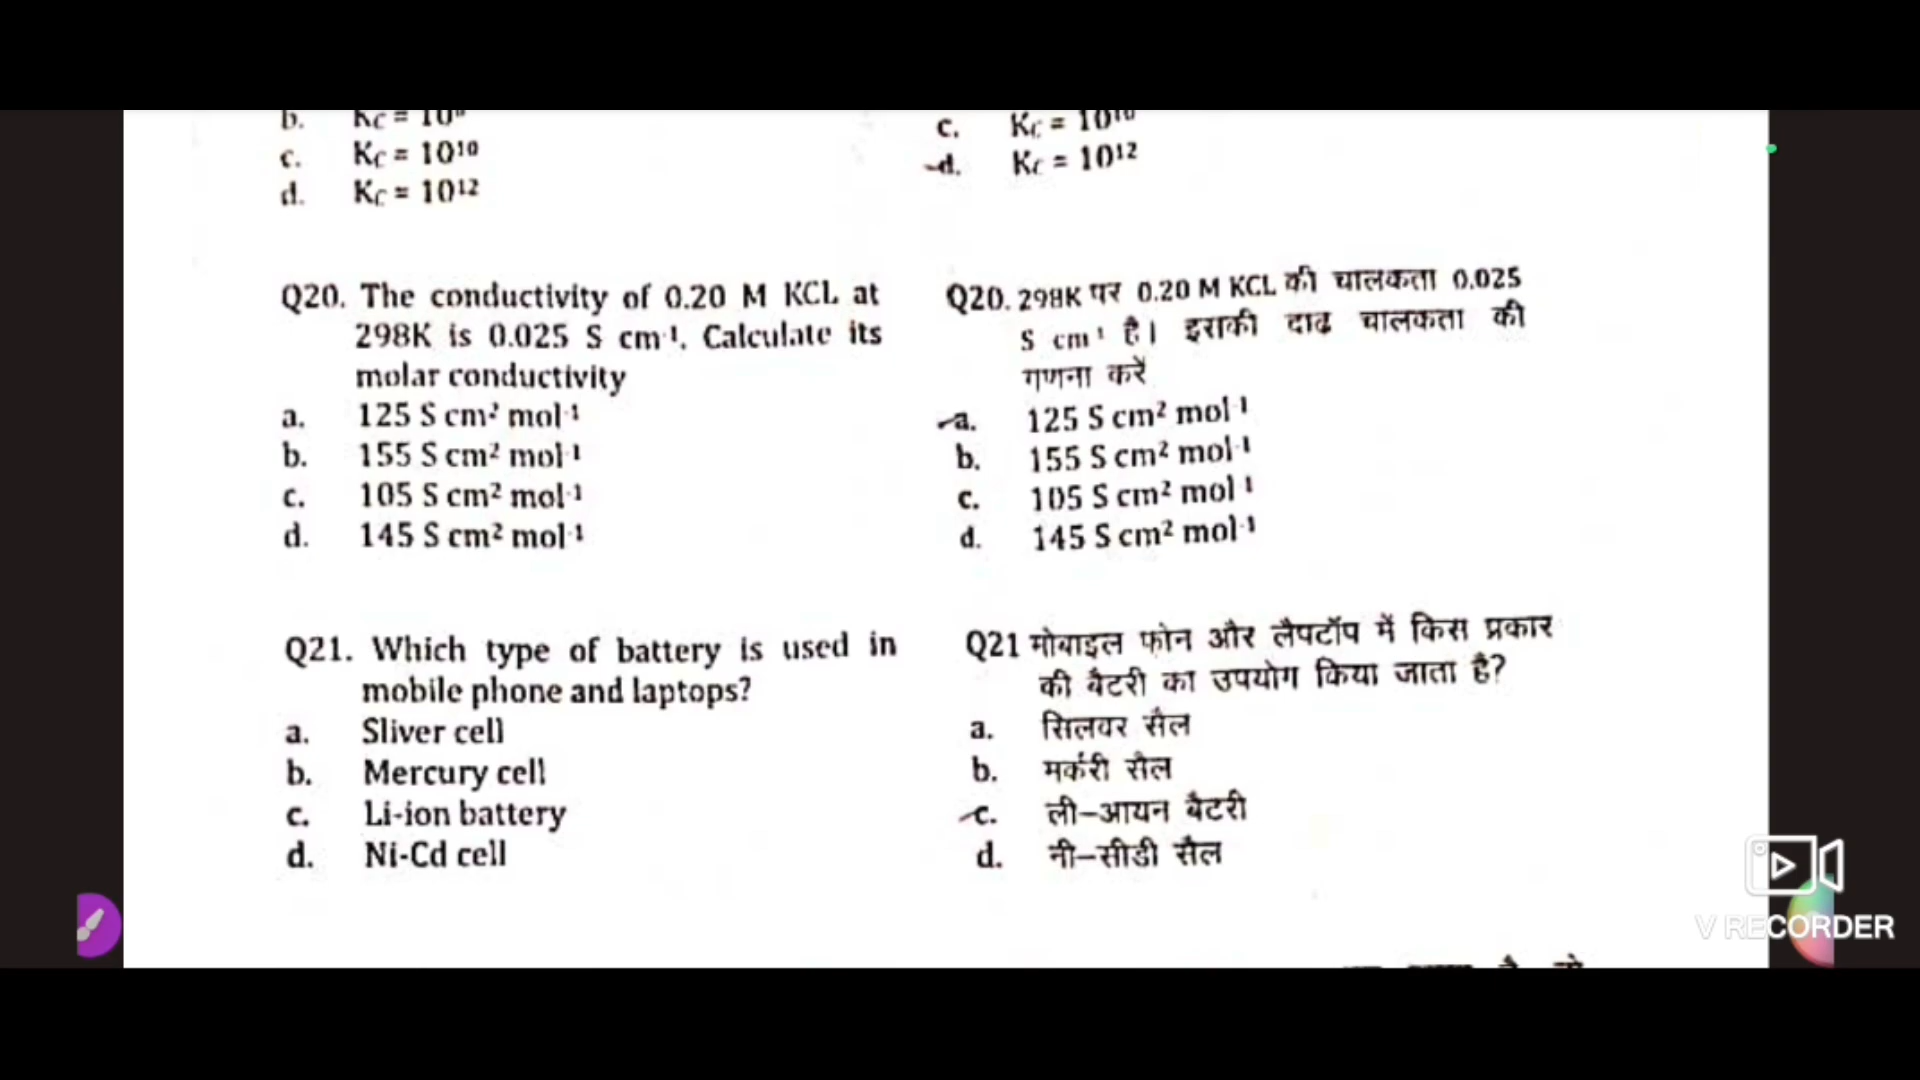 b. KC = 10
c. KC = 10¹⁰
d. KC = 10¹²
Q20. The conductivity of 0.20 M KCL at
298K is 0.025 S cm⁻¹. Calculate its
molar conductivity
a. 125 S cm² mol⁻¹
b. 155 S cm² mol⁻¹
c. 105 S cm² mol⁻¹
d. 145 S cm² mol⁻¹
Q21. Which type of battery is used in
mobile phone and laptops?
a. Sliver cell
b. Mercury cell
c. Li-ion battery
d. Ni-Cd cell
c. KC = 10¹⁰
d. KC = 10¹²
Q20. 298K पर 0.20 M KCL की चालकता 0.025
S cm⁻¹ है। इसकी दाढ़ चालकता की
गणना करें
a. 125 S cm² mol⁻¹
b. 155 S cm² mol⁻¹
c. 105 S cm² mol⁻¹
d. 145 S cm² mol⁻¹
Q21 मोबाइल फोन और लैपटॉप में किस प्रकार
की बैटरी का उपयोग किया जाता है?
a. सिलवर सैल
b. मर्करी सैल
c. ली–आयन बैटरी
d. नी–सीडी सैल
V RECORDER